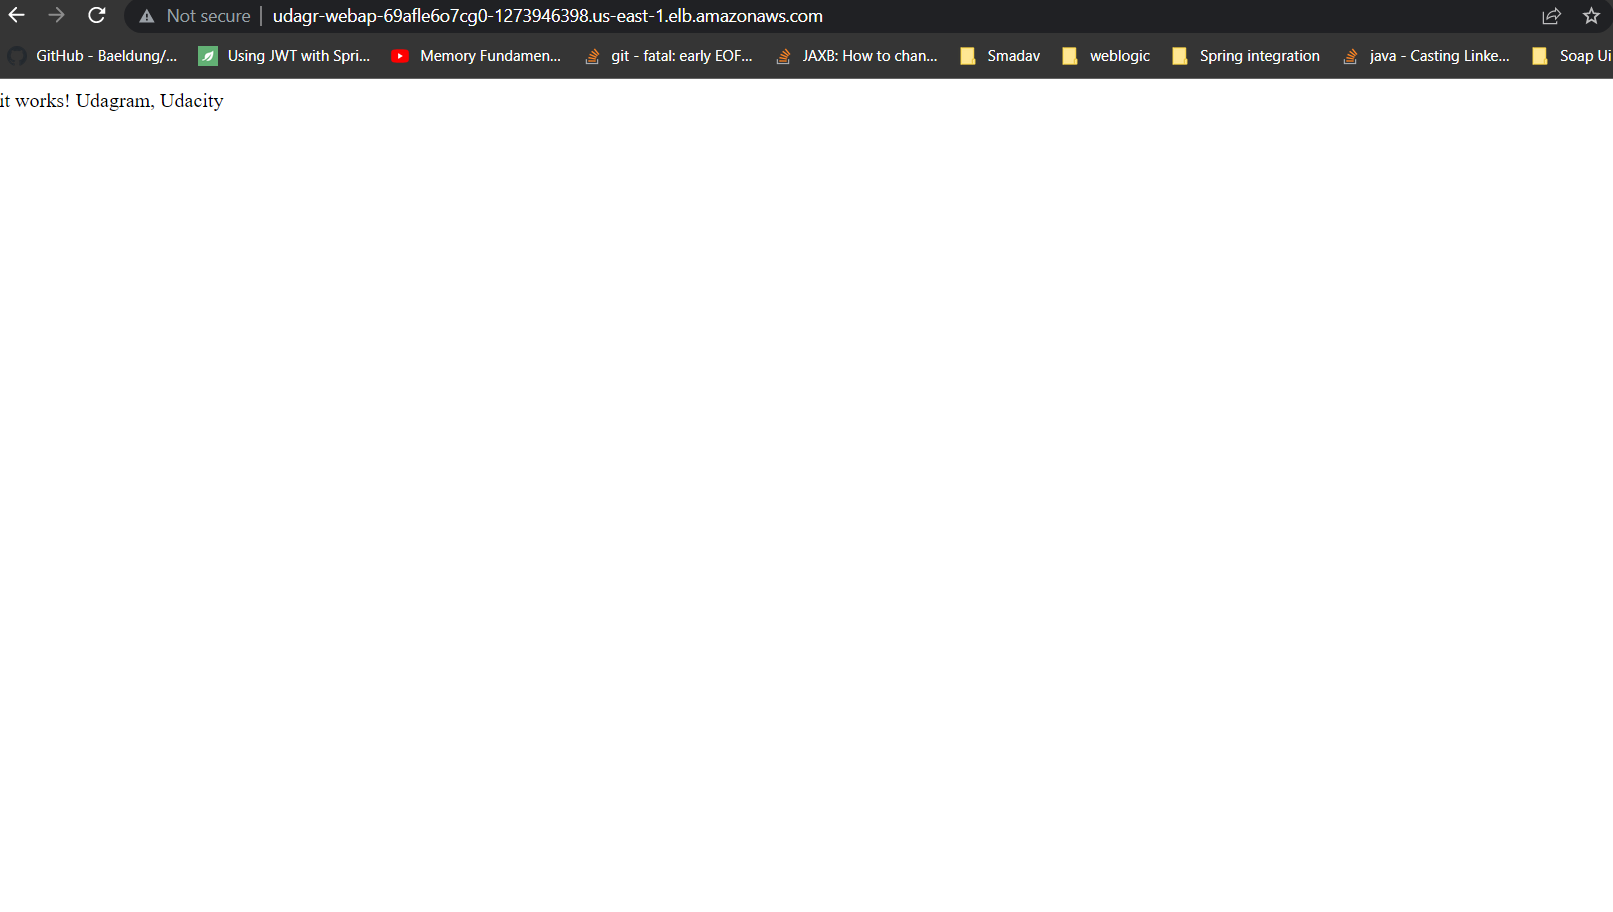 Not secure | udagr-webap-69afle6o7cg0-1273946398.us-east-1.elb.amazonaws.com
GitHub - Baeldung/... Using JWT with Spri... Memory Fundamen... git - fatal: early EOF... JAXB: How to chan... Smadav weblogic Spring integration java - Casting Linke... Soap Ui
it works! Udagram, Udacity